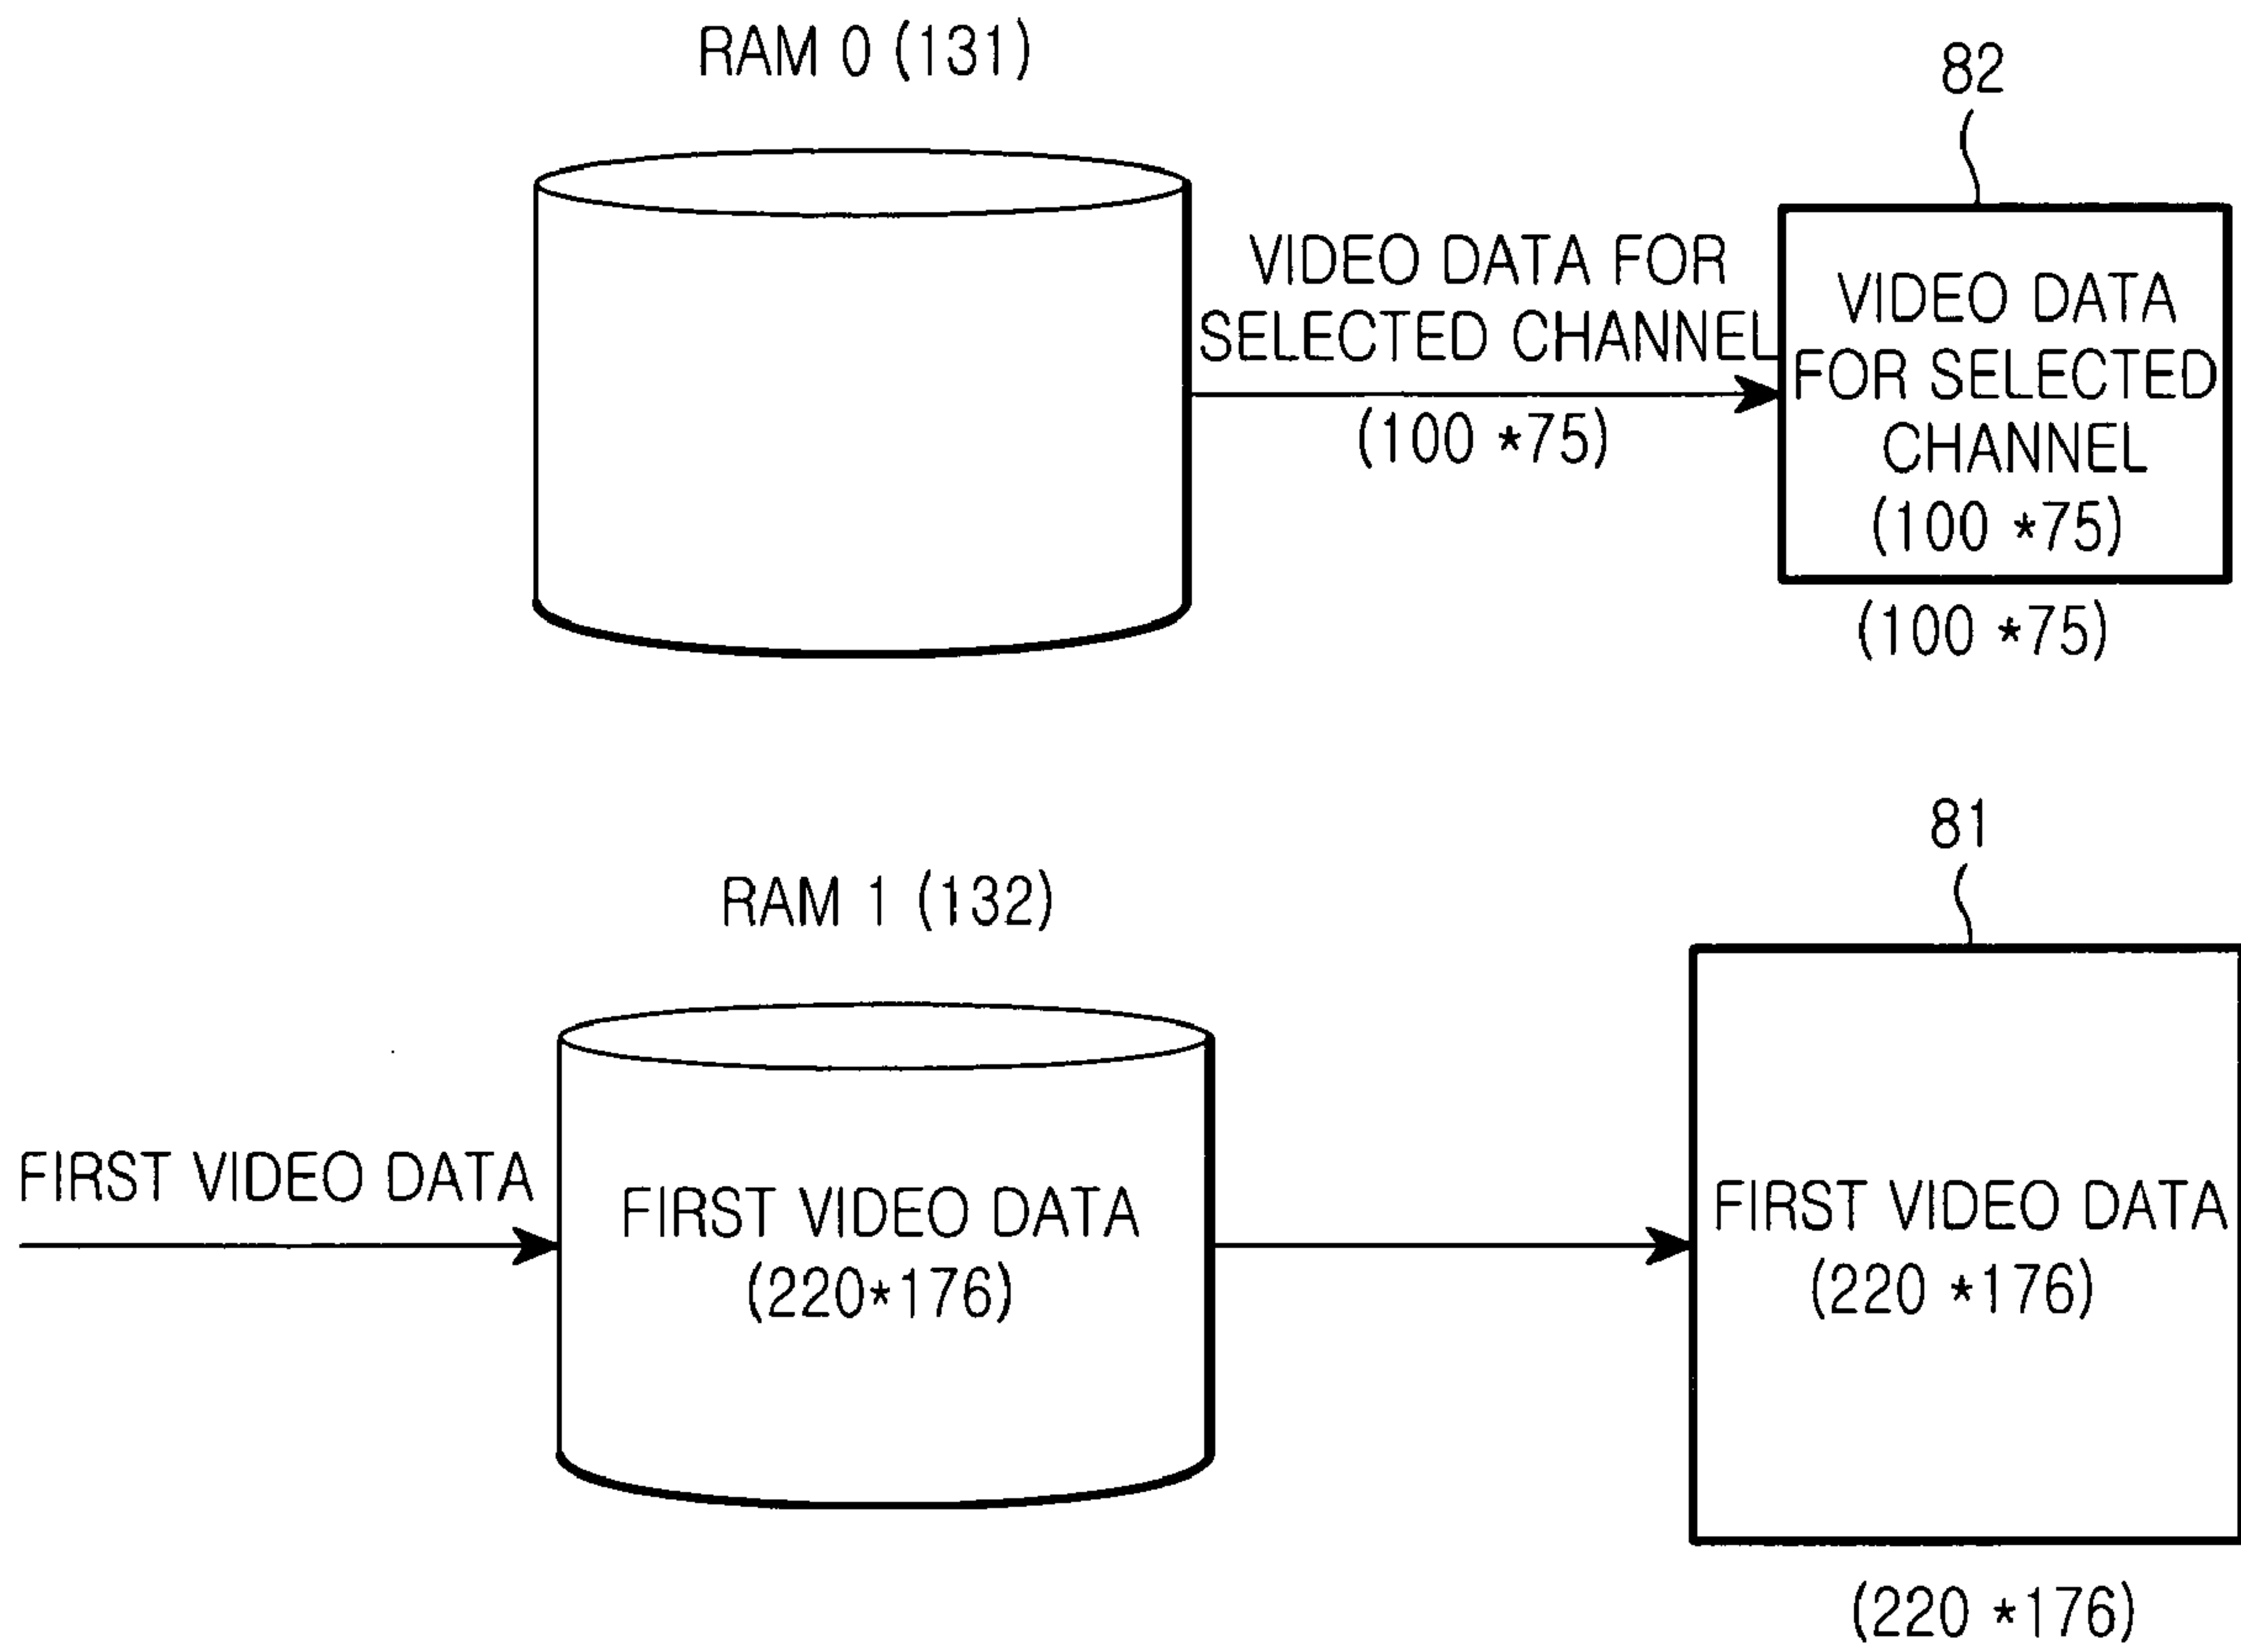 RAM 0 (131)
82
VIDEO DATA FOR
SELECTED CHANNEL
(100 *75)
VIDEO DATA
FOR SELECTED
CHANNEL
(100 *75)
(100 *75)
81
RAM 1 (132)
FIRST VIDEO DATA
FIRST VIDEO DATA
(220*176)
FIRST VIDEO DATA
(220 *176)
(220 *176)